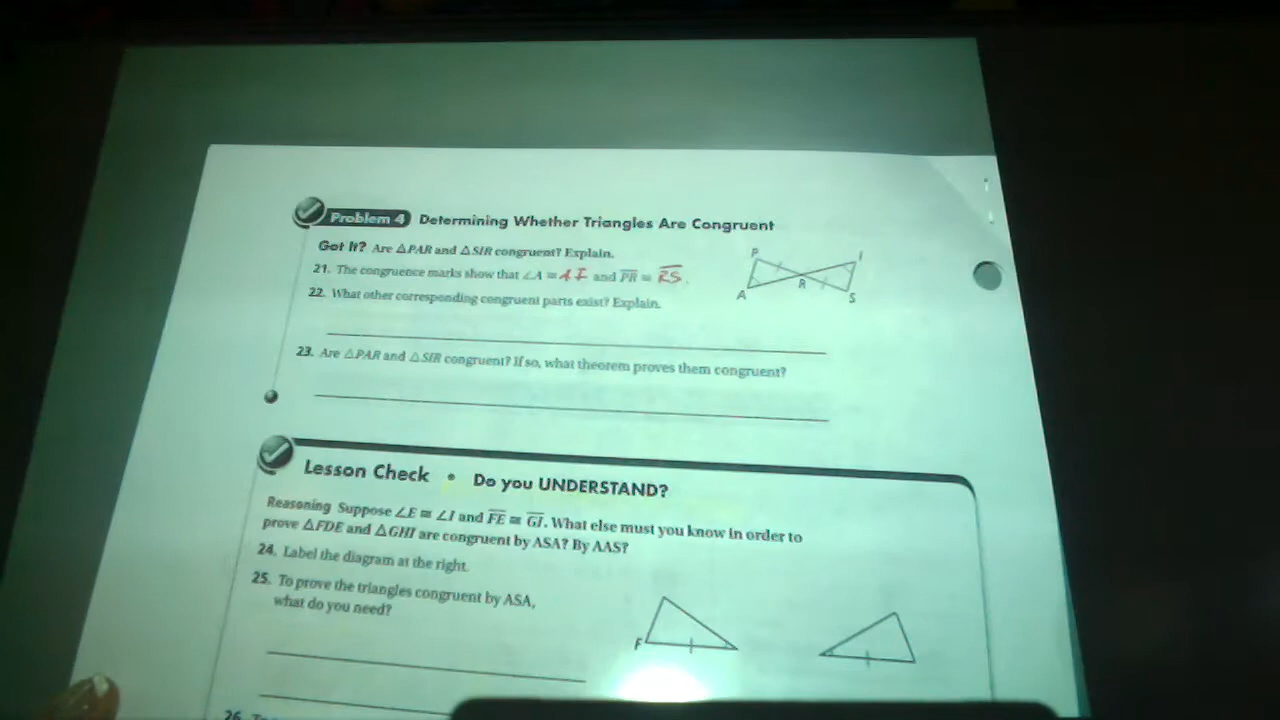 Problem 4 Determining Whether Triangles Are Congruent
Got It? Are △PAR and △SIR congruent? Explain.
21. The congruence marks show that ∠A ≅ ∠I and PR ≅ RS.
22. What other corresponding congruent parts exist? Explain.
P
I
A
R
S
23. Are △PAR and △SIR congruent? If so, what theorem proves them congruent?
Lesson Check • Do you UNDERSTAND?
Reasoning Suppose ∠E ≅ ∠I and FE ≅ GI. What else must you know in order to
prove △FDE and △GHI are congruent by ASA? By AAS?
24. Label the diagram at the right.
25. To prove the triangles congruent by ASA,
what do you need?
F
26.